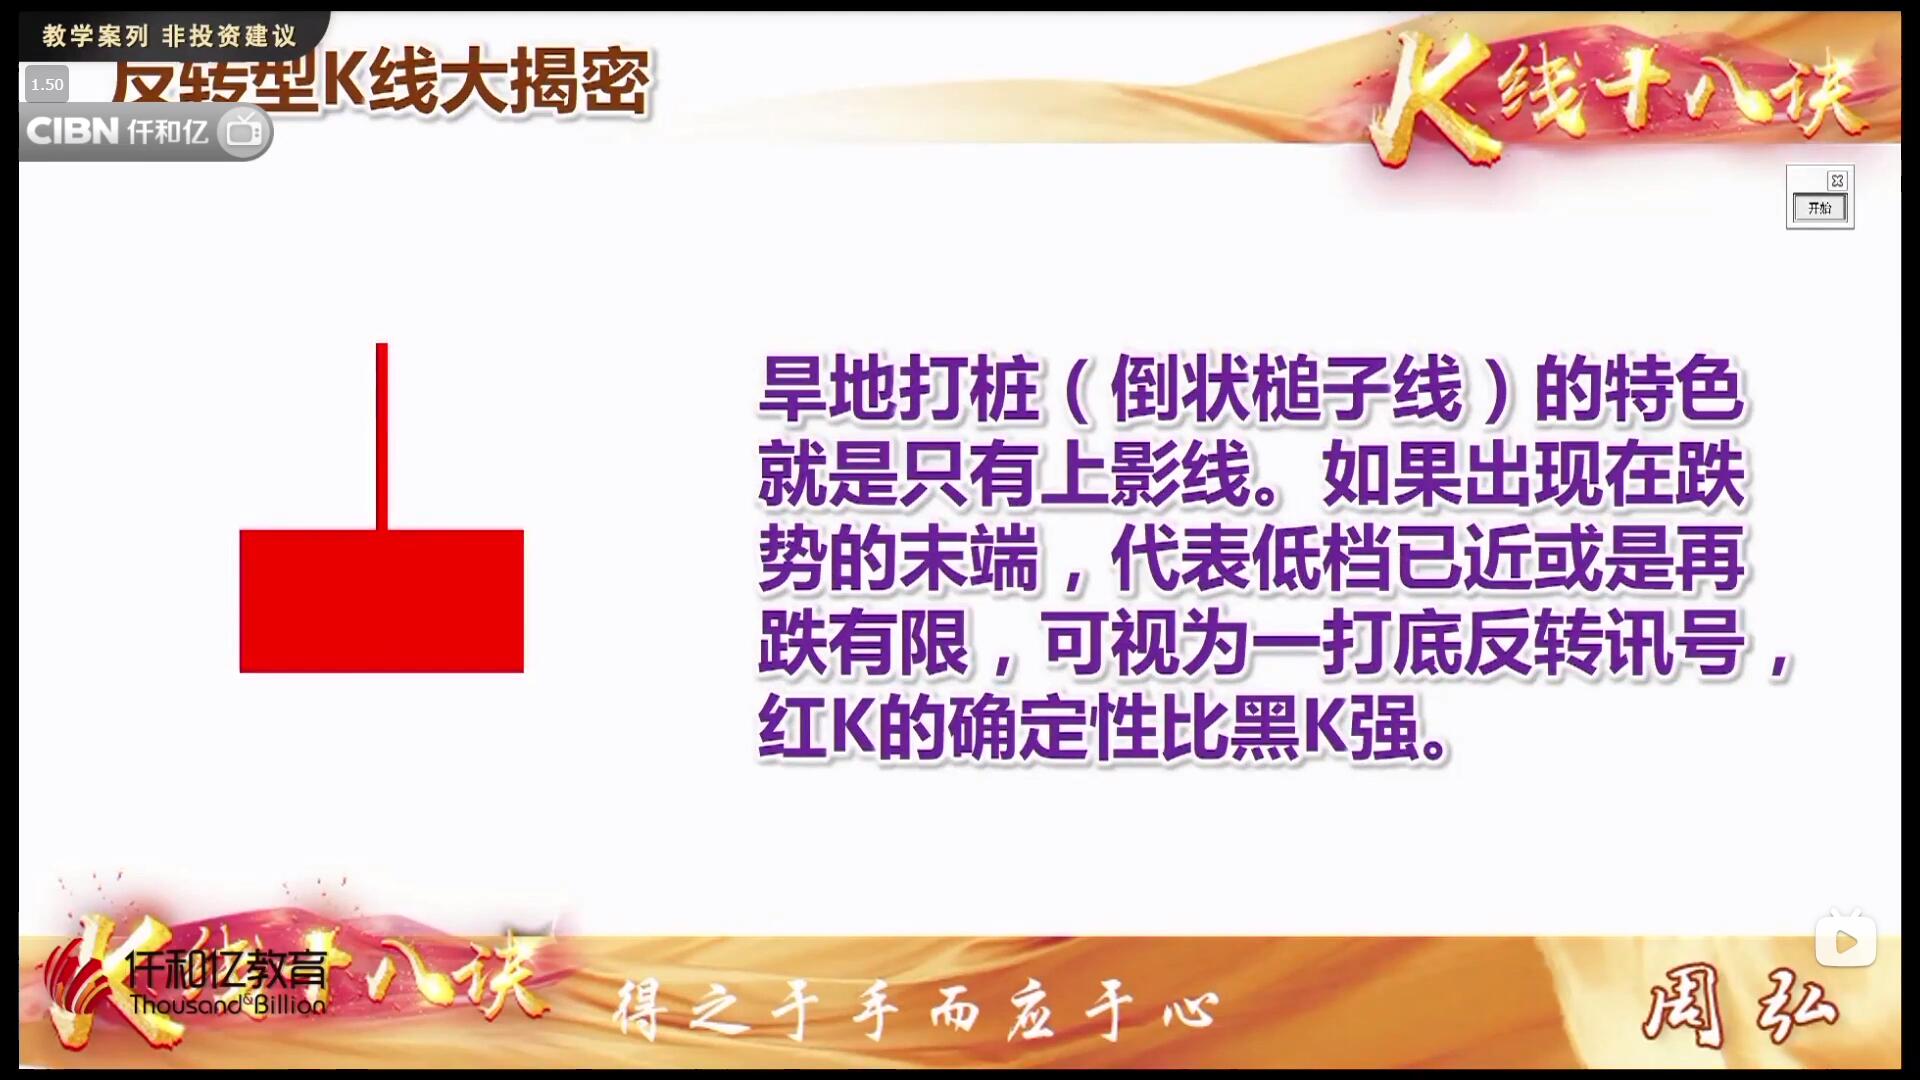 教学案列 非投资建议
反转型K线大揭密
1.50
CIBN 仟和亿
K线十八诀
开始
旱地打桩（倒状槌子线）的特色
就是只有上影线。如果出现在跌
势的末端，代表低档已近或是再
跌有限，可视为一打底反转讯号，
红K的确定性比黑K强。
K线十八诀
仟和亿教育
Thousand&Billion
得之于手而应于心
周弘